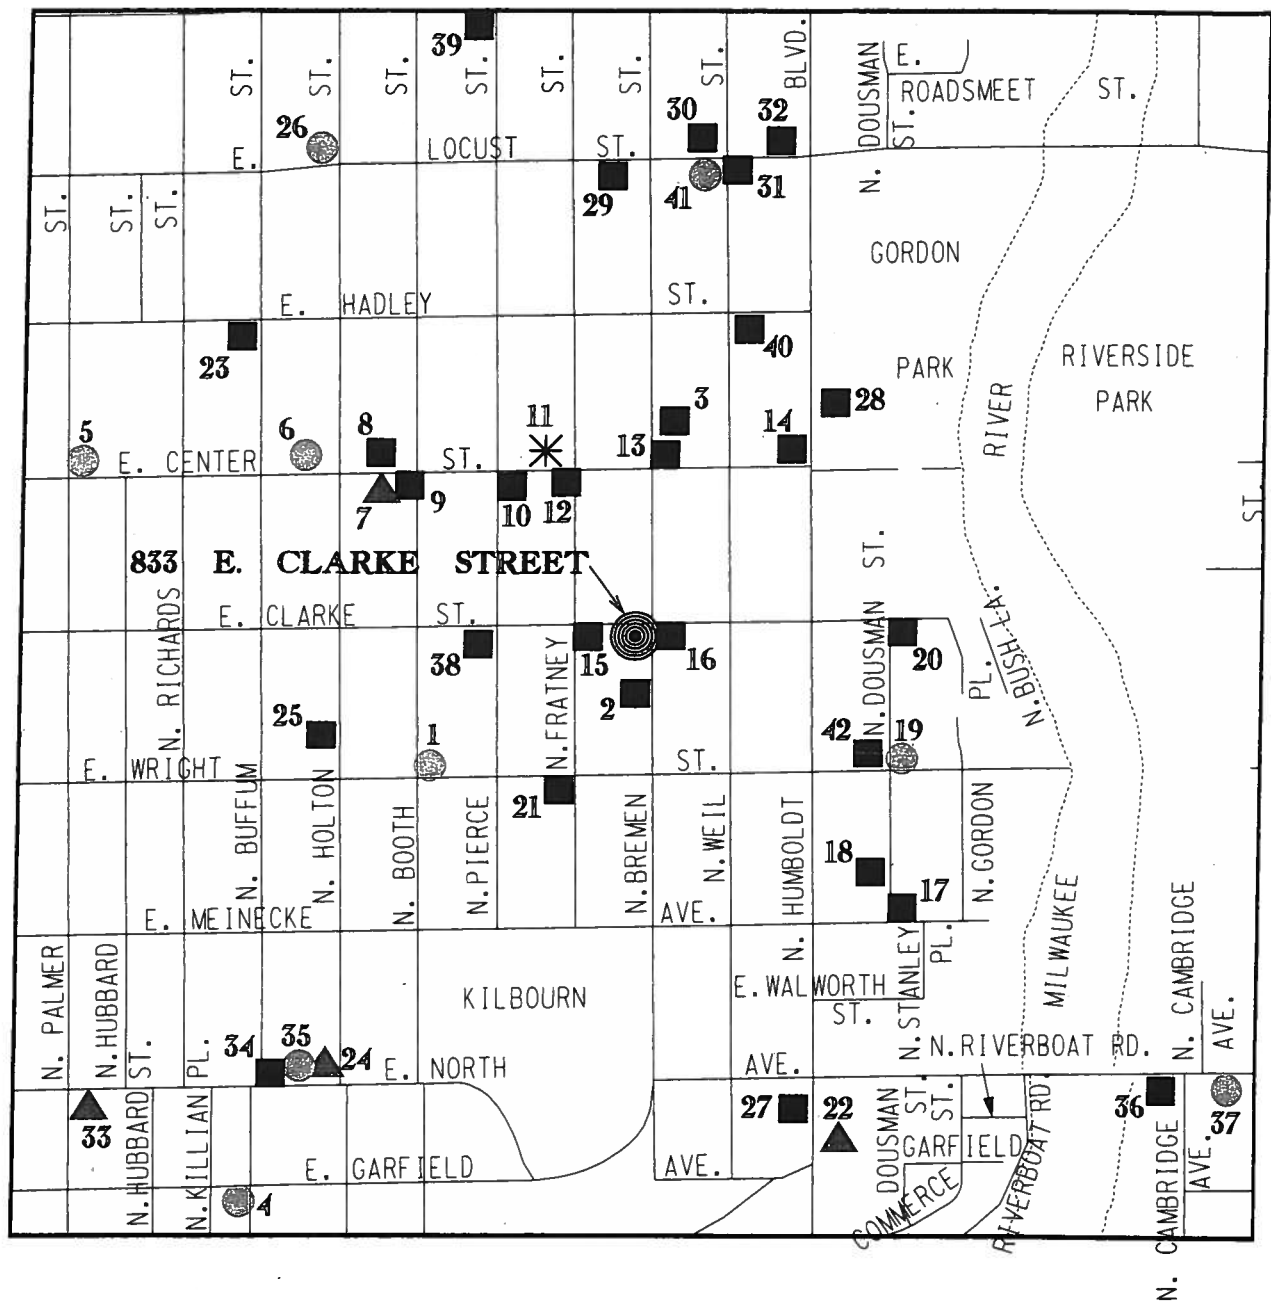 39
ST.
ST.
ST.
ST.
ST.
ST.
ST.
BLVD.
N. DOUSMAN
ST.
E.
ROADSMEET ST.
26
30
32
E. LOCUST ST.
29
41
31
N.
ST.
ST.
ST.
GORDON
E. HADLEY ST.
23
40
PARK
RIVERSIDE
PARK
RIVER
28
5
6
8
11
3
14
13
E. CENTER ST.
7
9
10
12
ST.
833 E. CLARKE STREET
E. CLARKE ST.
N. RICHARDS
38
15
16
20
N. DOUSMAN ST.
PL.
N. BUSH LA.
N. FRATNEY
2
25
1
42
19
E. WRIGHT ST.
21
N. BUFFUM
N. HOLTON
N. BOOTH
N. PIERCE
N. BREMEN
N. WEIL
N. HUMBOLDT
N. GORDON
18
17
E. MEINECKE AVE.
N. PALMER
N. HUBBARD
ST.
PL.
KILBOURN
E. WALWORTH
ST.
N. STANLEY
PL.
MILWAUKEE
N. CAMBRIDGE
AVE.
34
35
24
E. NORTH AVE.
N. RIVERBOAT RD.
33
27
22
36
37
N. HUBBARD
N. KILLIAN
E. GARFIELD AVE.
DOUSMAN
ST.
ST.
GARFIELD
RIVERBOAT RD.
COMMERCE
N. CAMBRIDGE
AVE.
4